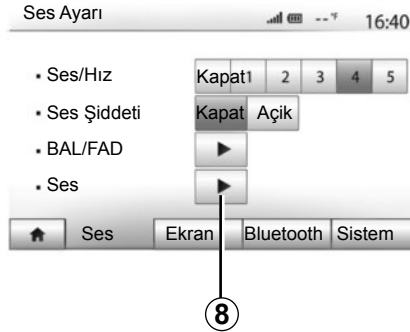 Ses Ayarı --°F 16:40
• Ses/Hız Kapat 1 2 3 4 5
• Ses Şiddeti Kapat Açik
• BAL/FAD
• Ses
Ses Ekran Bluetooth Sistem
8